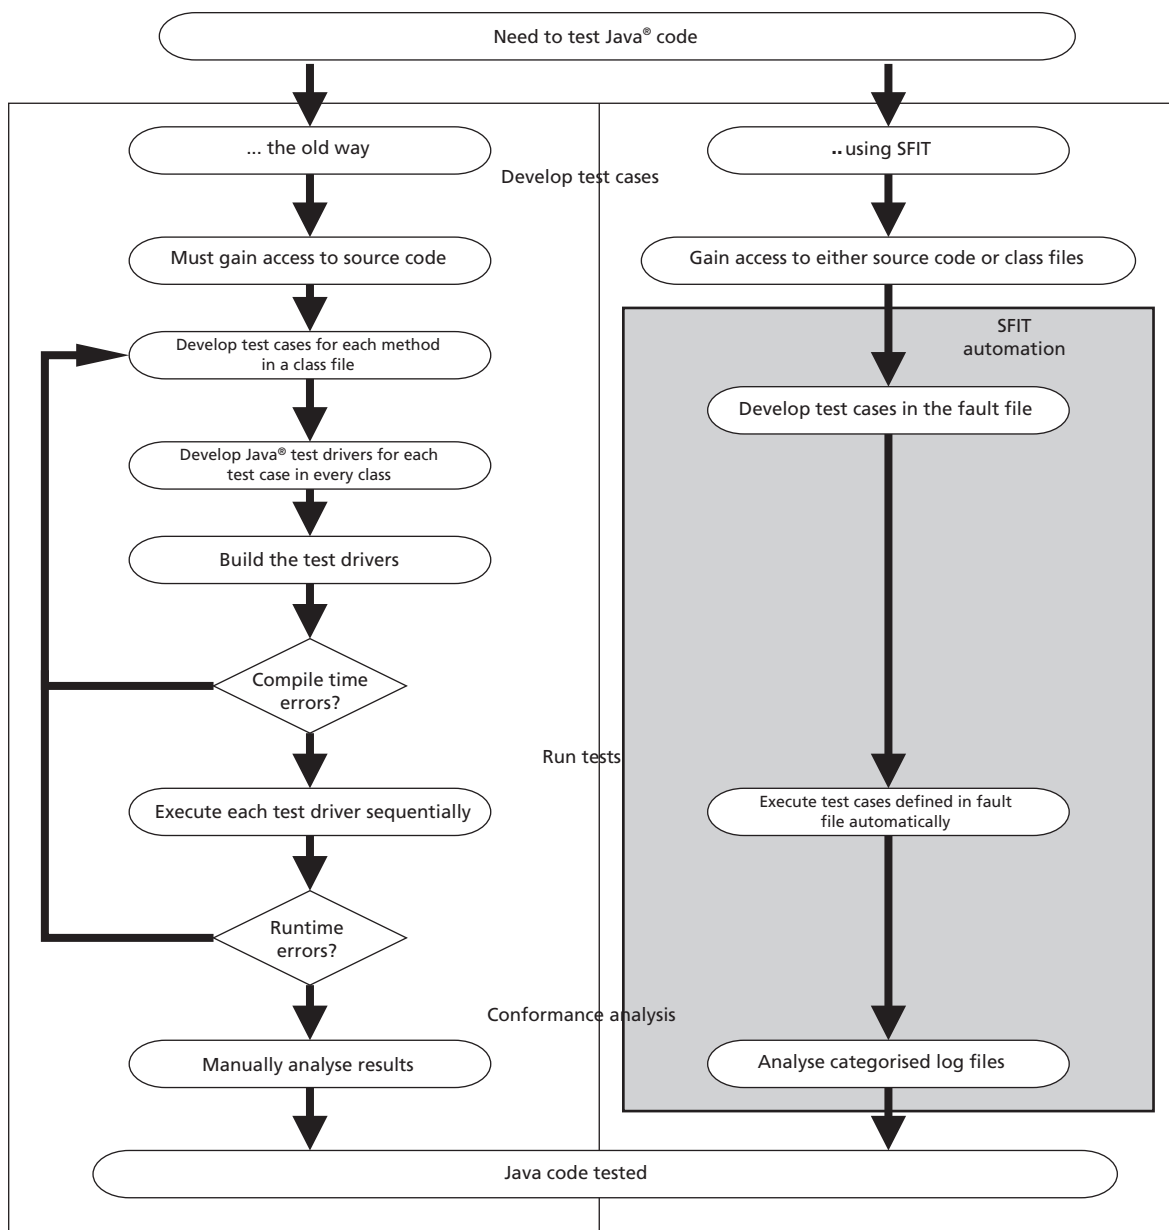 Need to test Java® code
... the old way
.. using SFIT
Develop test cases
Must gain access to source code
Gain access to either source code or class files
SFIT
automation
Develop test cases for each method
in a class file
Develop test cases in the fault file
Develop Java® test drivers for each
test case in every class
Build the test drivers
Compile time
errors?
Run tests
Execute each test driver sequentially
Execute test cases defined in fault
file automatically
Runtime
errors?
Conformance analysis
Manually analyse results
Analyse categorised log files
Java code tested